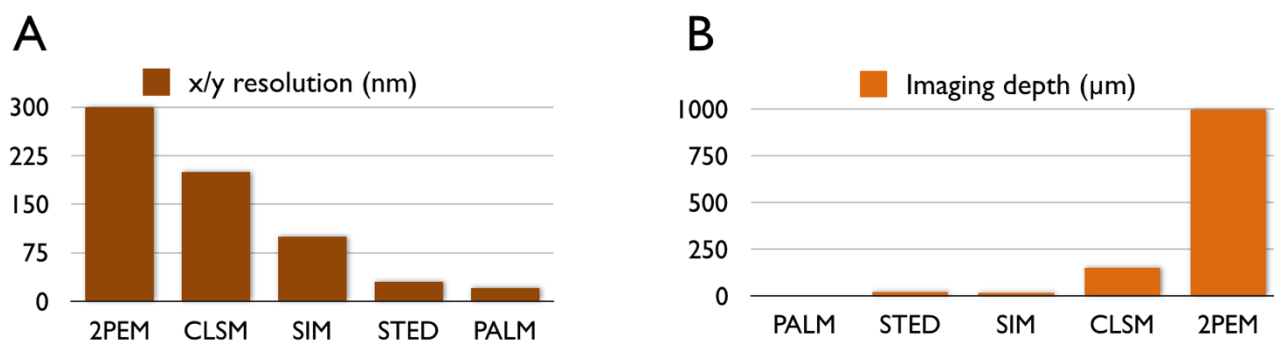 A
x/y resolution (nm)
300
225
150
75
0
2PEM CLSM SIM STED PALM
B
Imaging depth (µm)
1000
750
500
250
0
PALM STED SIM CLSM 2PEM